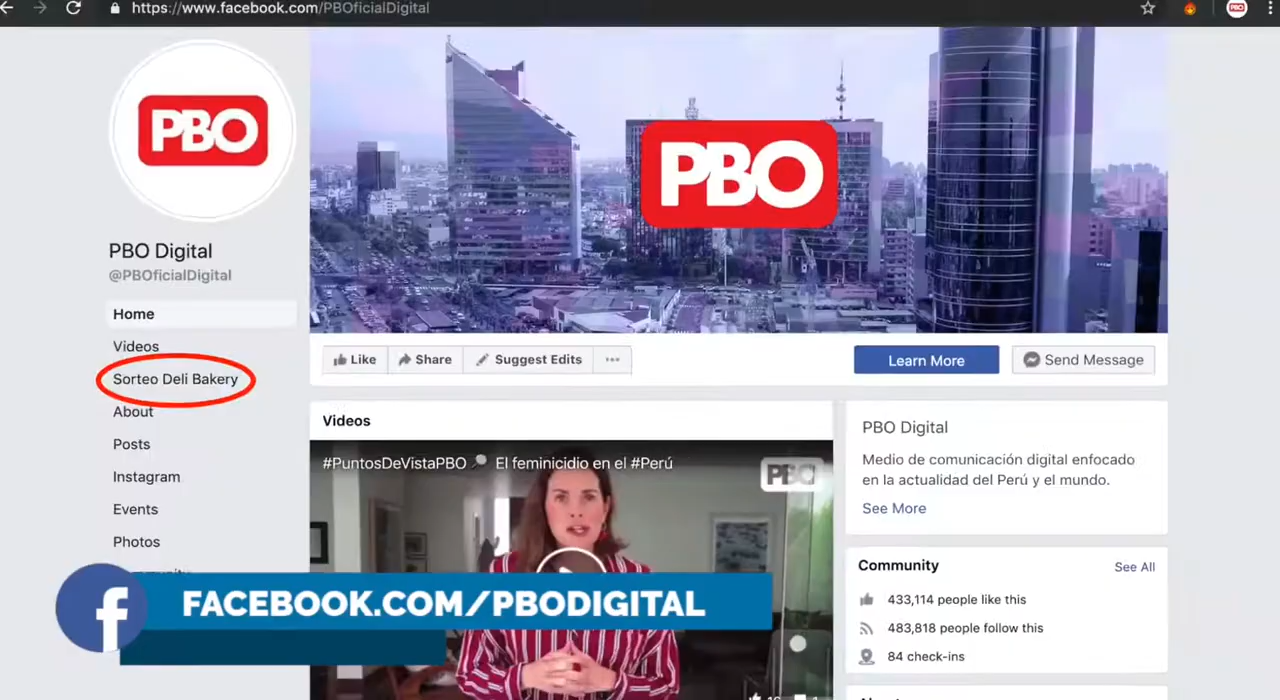 https://www.facebook.com/PBOficialDigital
PBO
PBO
PBO
PBO Digital
@PBOficialDigital
Home
Videos
Sorteo Deli Bakery
About
Posts
Instagram
Events
Photos
Like
Share
Suggest Edits
Learn More
Send Message
Videos
#PuntosDeVistaPBO El feminicidio en el #Perú
PBO
PBO Digital
Medio de comunicación digital enfocado
en la actualidad del Perú y el mundo.
See More
Community
See All
433,114 people like this
483,818 people follow this
84 check-ins
FACEBOOK.COM/PBODIGITAL